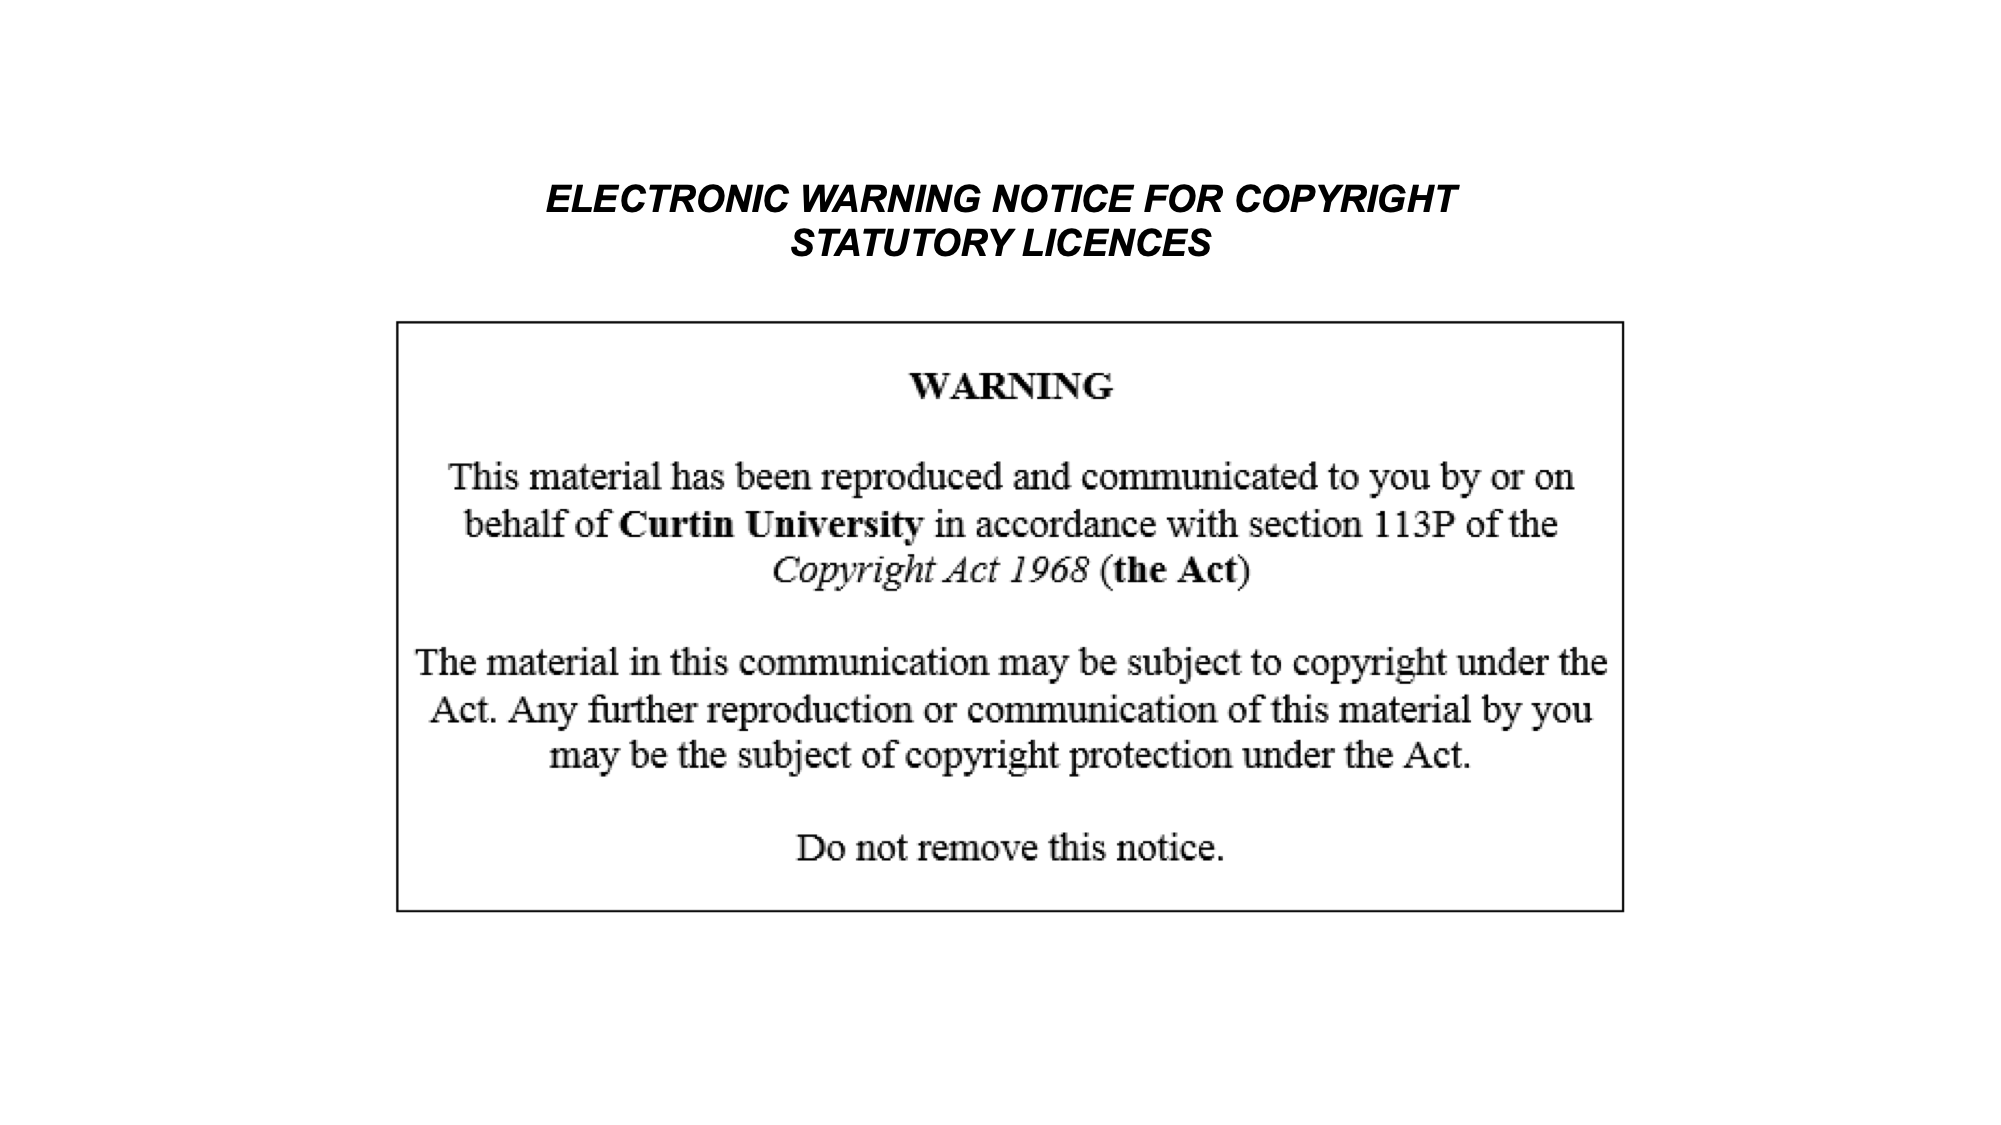 ELECTRONIC WARNING NOTICE FOR COPYRIGHT
STATUTORY LICENCES
WARNING
This material has been reproduced and communicated to you by or on
behalf of Curtin University in accordance with section 113P of the
Copyright Act 1968 (the Act)
The material in this communication may be subject to copyright under the
Act. Any further reproduction or communication of this material by you
may be the subject of copyright protection under the Act.
Do not remove this notice.